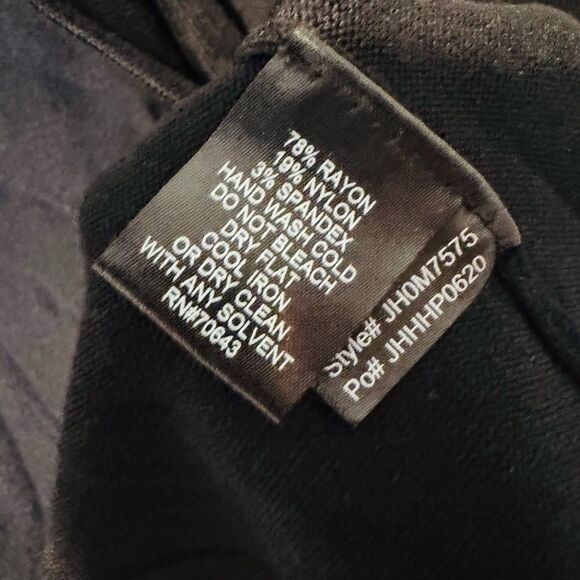 78% RAYON
19% NYLON
3% SPANDEX
HAND WASH COLD
DO NOT BLEACH
DRY FLAT
COOL IRON
OR DRY CLEAN
WITH ANY SOLVENT
RN#70643
Style# JH0M7575
Po# JHHHP0620